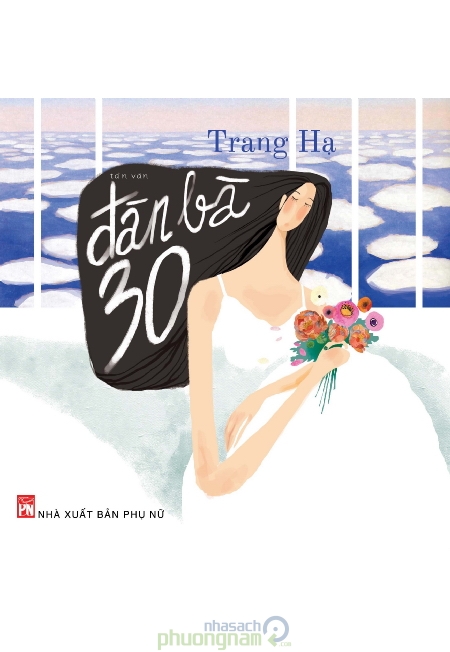 Trang Hạ
tản văn
đàn bà
30
PN
NHÀ XUẤT BẢN PHỤ NỮ
nhasach
phuongnam
.com